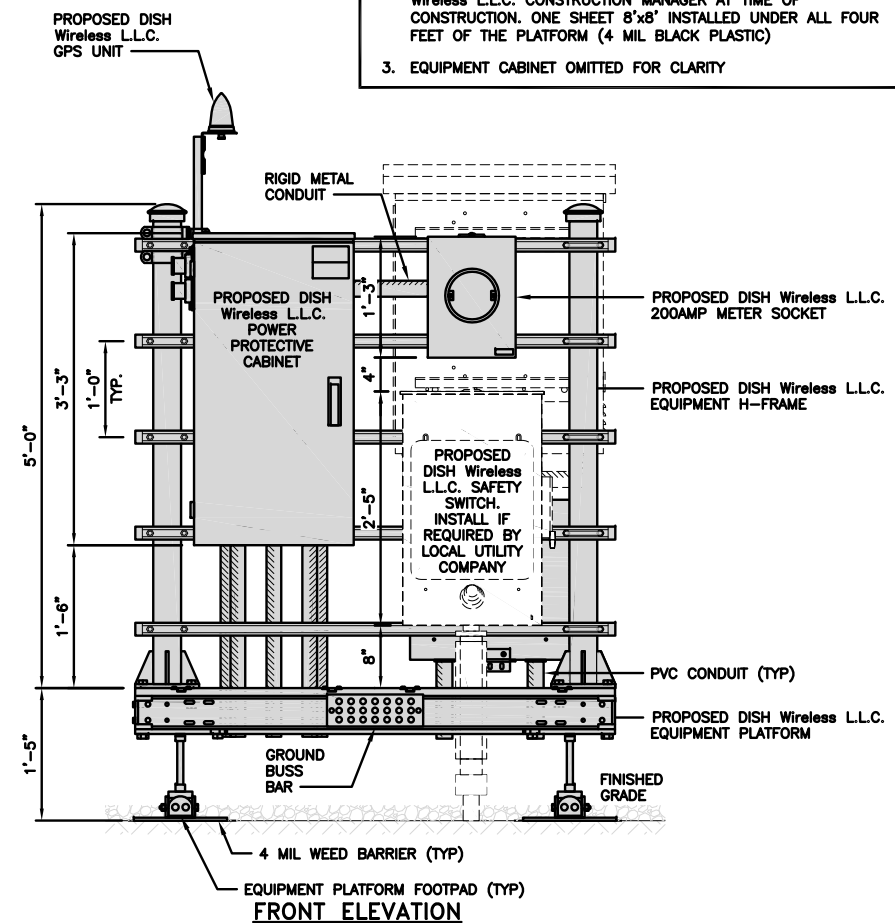 Wireless L.L.C. CONSTRUCTION MANAGER AT TIME OF
CONSTRUCTION. ONE SHEET 8'x8' INSTALLED UNDER ALL FOUR
FEET OF THE PLATFORM (4 MIL BLACK PLASTIC)
3. EQUIPMENT CABINET OMITTED FOR CLARITY
PROPOSED DISH
Wireless L.L.C.
GPS UNIT
RIGID METAL
CONDUIT
PROPOSED DISH
Wireless L.L.C.
POWER
PROTECTIVE
CABINET
PROPOSED DISH Wireless L.L.C.
200AMP METER SOCKET
PROPOSED DISH Wireless L.L.C.
EQUIPMENT H-FRAME
PROPOSED
DISH Wireless
L.L.C. SAFETY
SWITCH.
INSTALL IF
REQUIRED BY
LOCAL UTILITY
COMPANY
5'-0"
3'-3"
1'-0"
TYP.
1'-3"
4"
2'-5"
1'-6"
8"
1'-5"
PVC CONDUIT (TYP)
PROPOSED DISH Wireless L.L.C.
EQUIPMENT PLATFORM
GROUND
BUSS
BAR
FINISHED
GRADE
4 MIL WEED BARRIER (TYP)
EQUIPMENT PLATFORM FOOTPAD (TYP)
FRONT ELEVATION